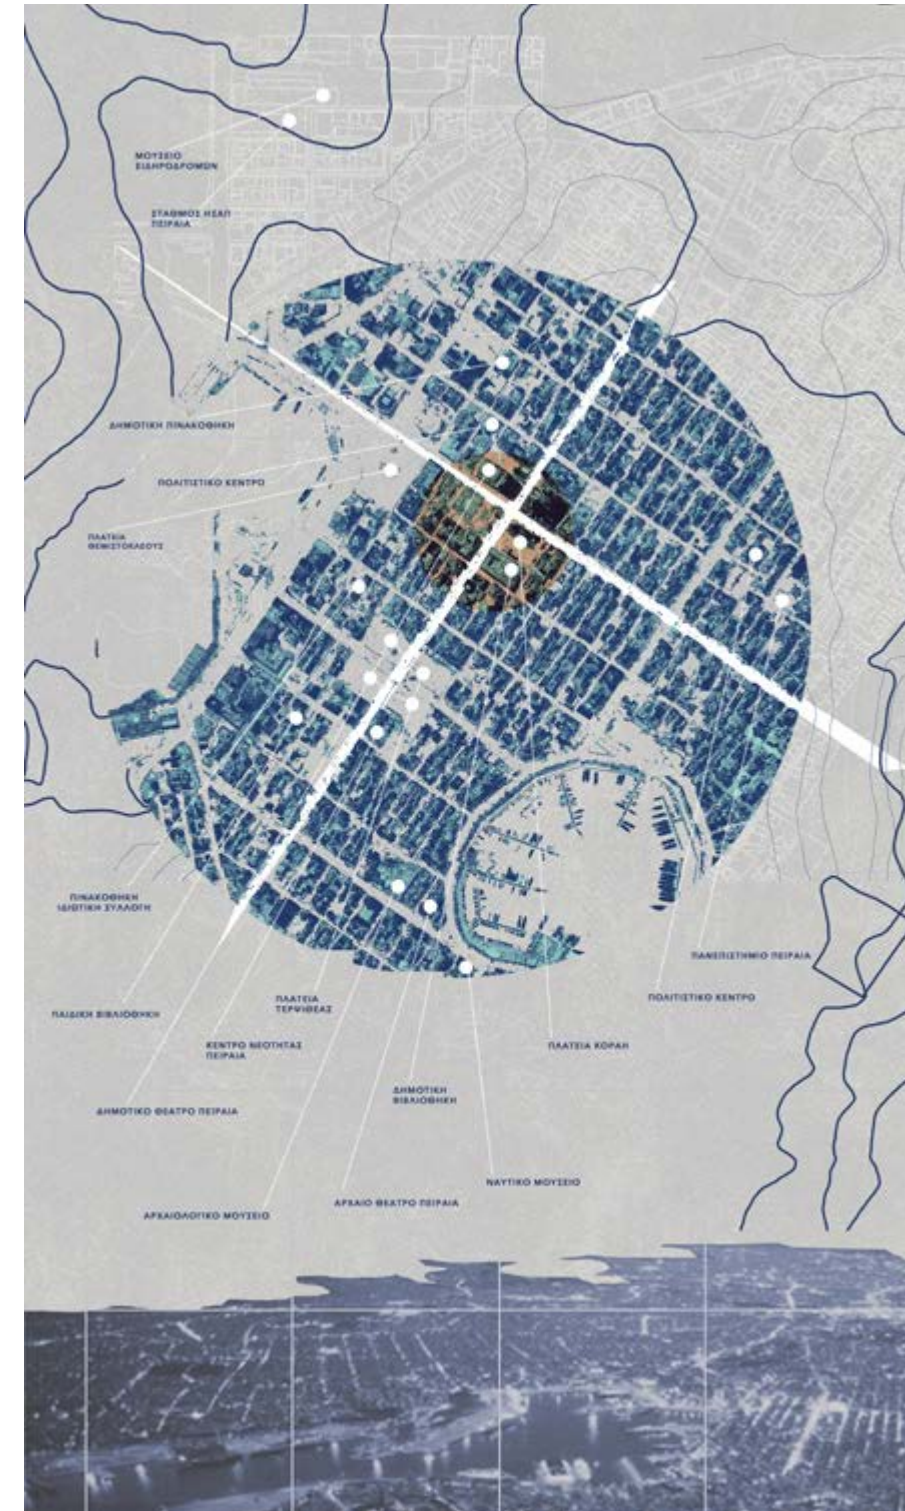 ΜΟΥΣΕΙΟ
ΣΙΔΗΡΟΔΡΟΜΩΝ
ΣΤΑΘΜΟΣ ΗΣΑΠ
ΠΕΙΡΑΙΑ
ΔΗΜΟΤΙΚΗ ΠΙΝΑΚΟΘΗΚΗ
ΠΟΛΙΤΙΣΤΙΚΟ ΚΕΝΤΡΟ
ΠΛΑΤΕΙΑ
ΘΕΜΙΣΤΟΚΛΕΟΥΣ
ΠΙΝΑΚΟΘΗΚΗ
ΙΔΙΩΤΙΚΗ ΣΥΛΛΟΓΗ
ΠΑΝΕΠΙΣΤΗΜΙΟ ΠΕΙΡΑΙΑ
ΠΟΛΙΤΙΣΤΙΚΟ ΚΕΝΤΡΟ
ΠΛΑΤΕΙΑ
ΤΕΡΨΙΘΕΑΣ
ΠΑΙΔΙΚΗ ΒΙΒΛΙΟΘΗΚΗ
ΚΕΝΤΡΟ ΝΕΟΤΗΤΑΣ
ΠΕΙΡΑΙΑ
ΠΛΑΤΕΙΑ ΚΟΡΑΗ
ΔΗΜΟΤΙΚΗ
ΒΙΒΛΙΟΘΗΚΗ
ΔΗΜΟΤΙΚΟ ΘΕΑΤΡΟ ΠΕΙΡΑΙΑ
ΝΑΥΤΙΚΟ ΜΟΥΣΕΙΟ
ΑΡΧΑΙΟ ΘΕΑΤΡΟ ΠΕΙΡΑΙΑ
ΑΡΧΑΙΟΛΟΓΙΚΟ ΜΟΥΣΕΙΟ